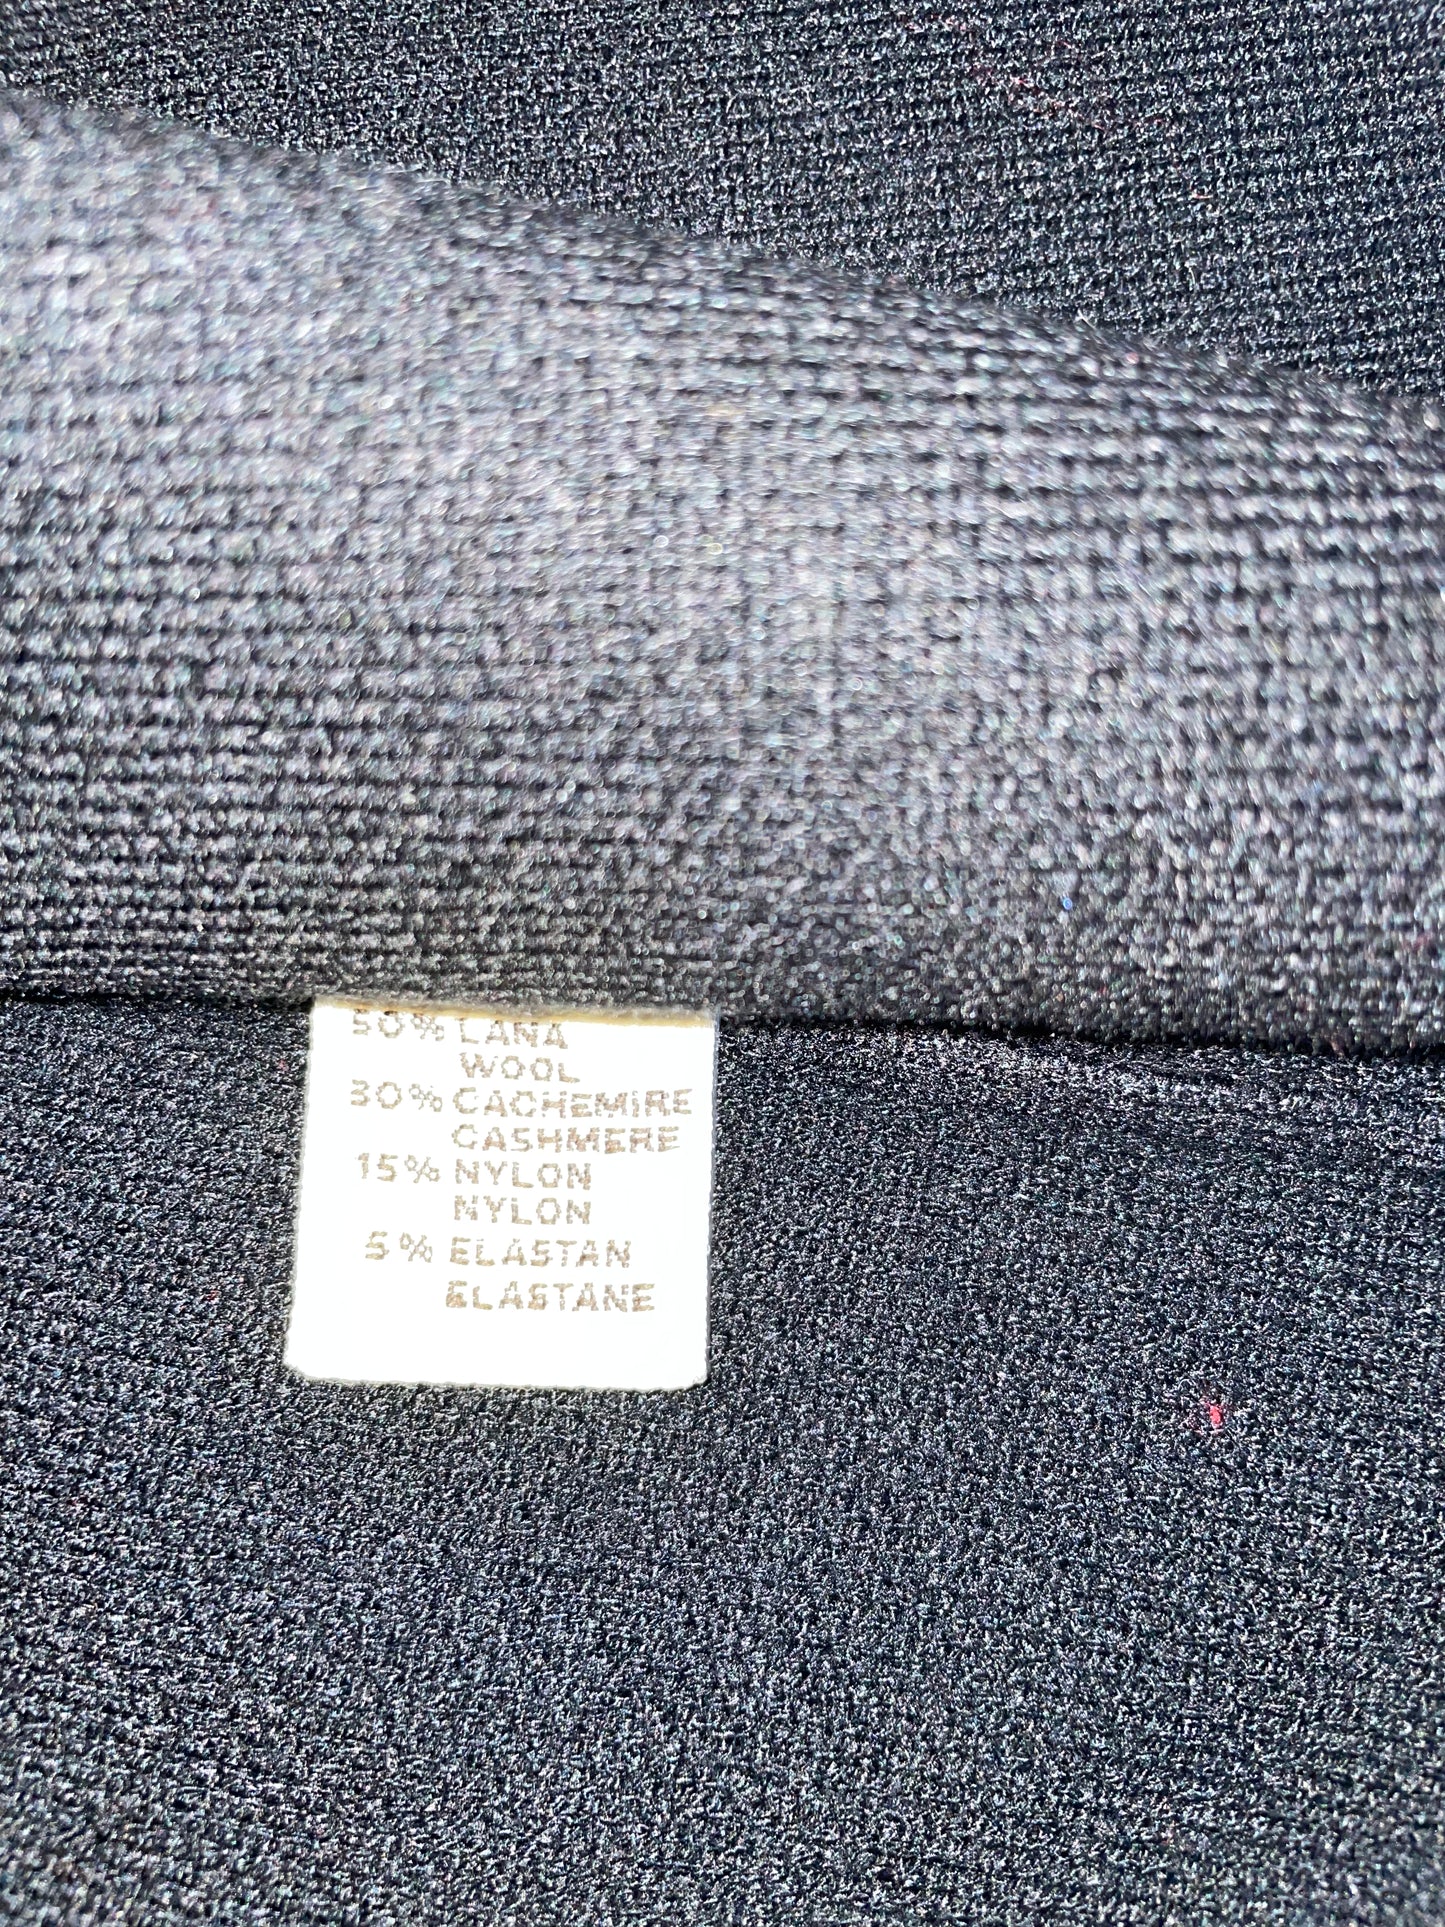 50% LANA
WOOL
30% CACHEMIRE
CASHMERE
15% NYLON
NYLON
5% ELASTAN
ELASTANE